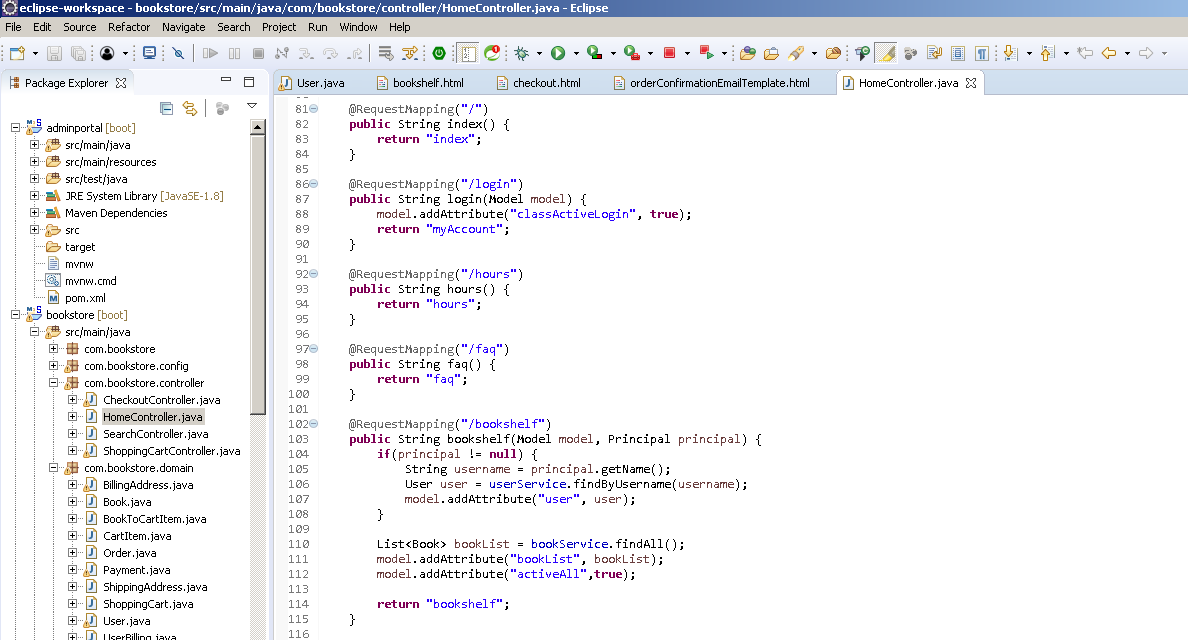 eclipse-workspace - bookstore/src/main/java/com/bookstore/controller/HomeController.java - Eclipse
File Edit Source Refactor Navigate Search Project Run Window Help
Package Explorer
User.java bookshelf.html checkout.html orderConfirmationEmailTemplate.html HomeController.java
adminportal [boot]
src/main/java
src/main/resources
src/test/java
JRE System Library [JavaSE-1.8]
Maven Dependencies
src
target
mvnw
mvnw.cmd
pom.xml
bookstore [boot]
src/main/java
com.bookstore
com.bookstore.config
com.bookstore.controller
CheckoutController.java
HomeController.java
SearchController.java
ShoppingCartController.java
com.bookstore.domain
BillingAddress.java
Book.java
BookToCartItem.java
CartItem.java
Order.java
Payment.java
ShippingAddress.java
ShoppingCart.java
User.java
UserBilling.java
81 @RequestMapping("/")
82 public String index() {
83 return "index";
84 }
85
86 @RequestMapping("/login")
87 public String login(Model model) {
88 model.addAttribute("classActiveLogin", true);
89 return "myAccount";
90 }
91
92 @RequestMapping("/hours")
93 public String hours() {
94 return "hours";
95 }
96
97 @RequestMapping("/faq")
98 public String faq() {
99 return "faq";
100 }
101
102 @RequestMapping("/bookshelf")
103 public String bookshelf(Model model, Principal principal) {
104 if(principal != null) {
105 String username = principal.getName();
106 User user = userService.findByUsername(username);
107 model.addAttribute("user", user);
108 }
109
110 List<Book> bookList = bookService.findAll();
111 model.addAttribute("bookList", bookList);
112 model.addAttribute("activeAll",true);
113
114 return "bookshelf";
115 }
116